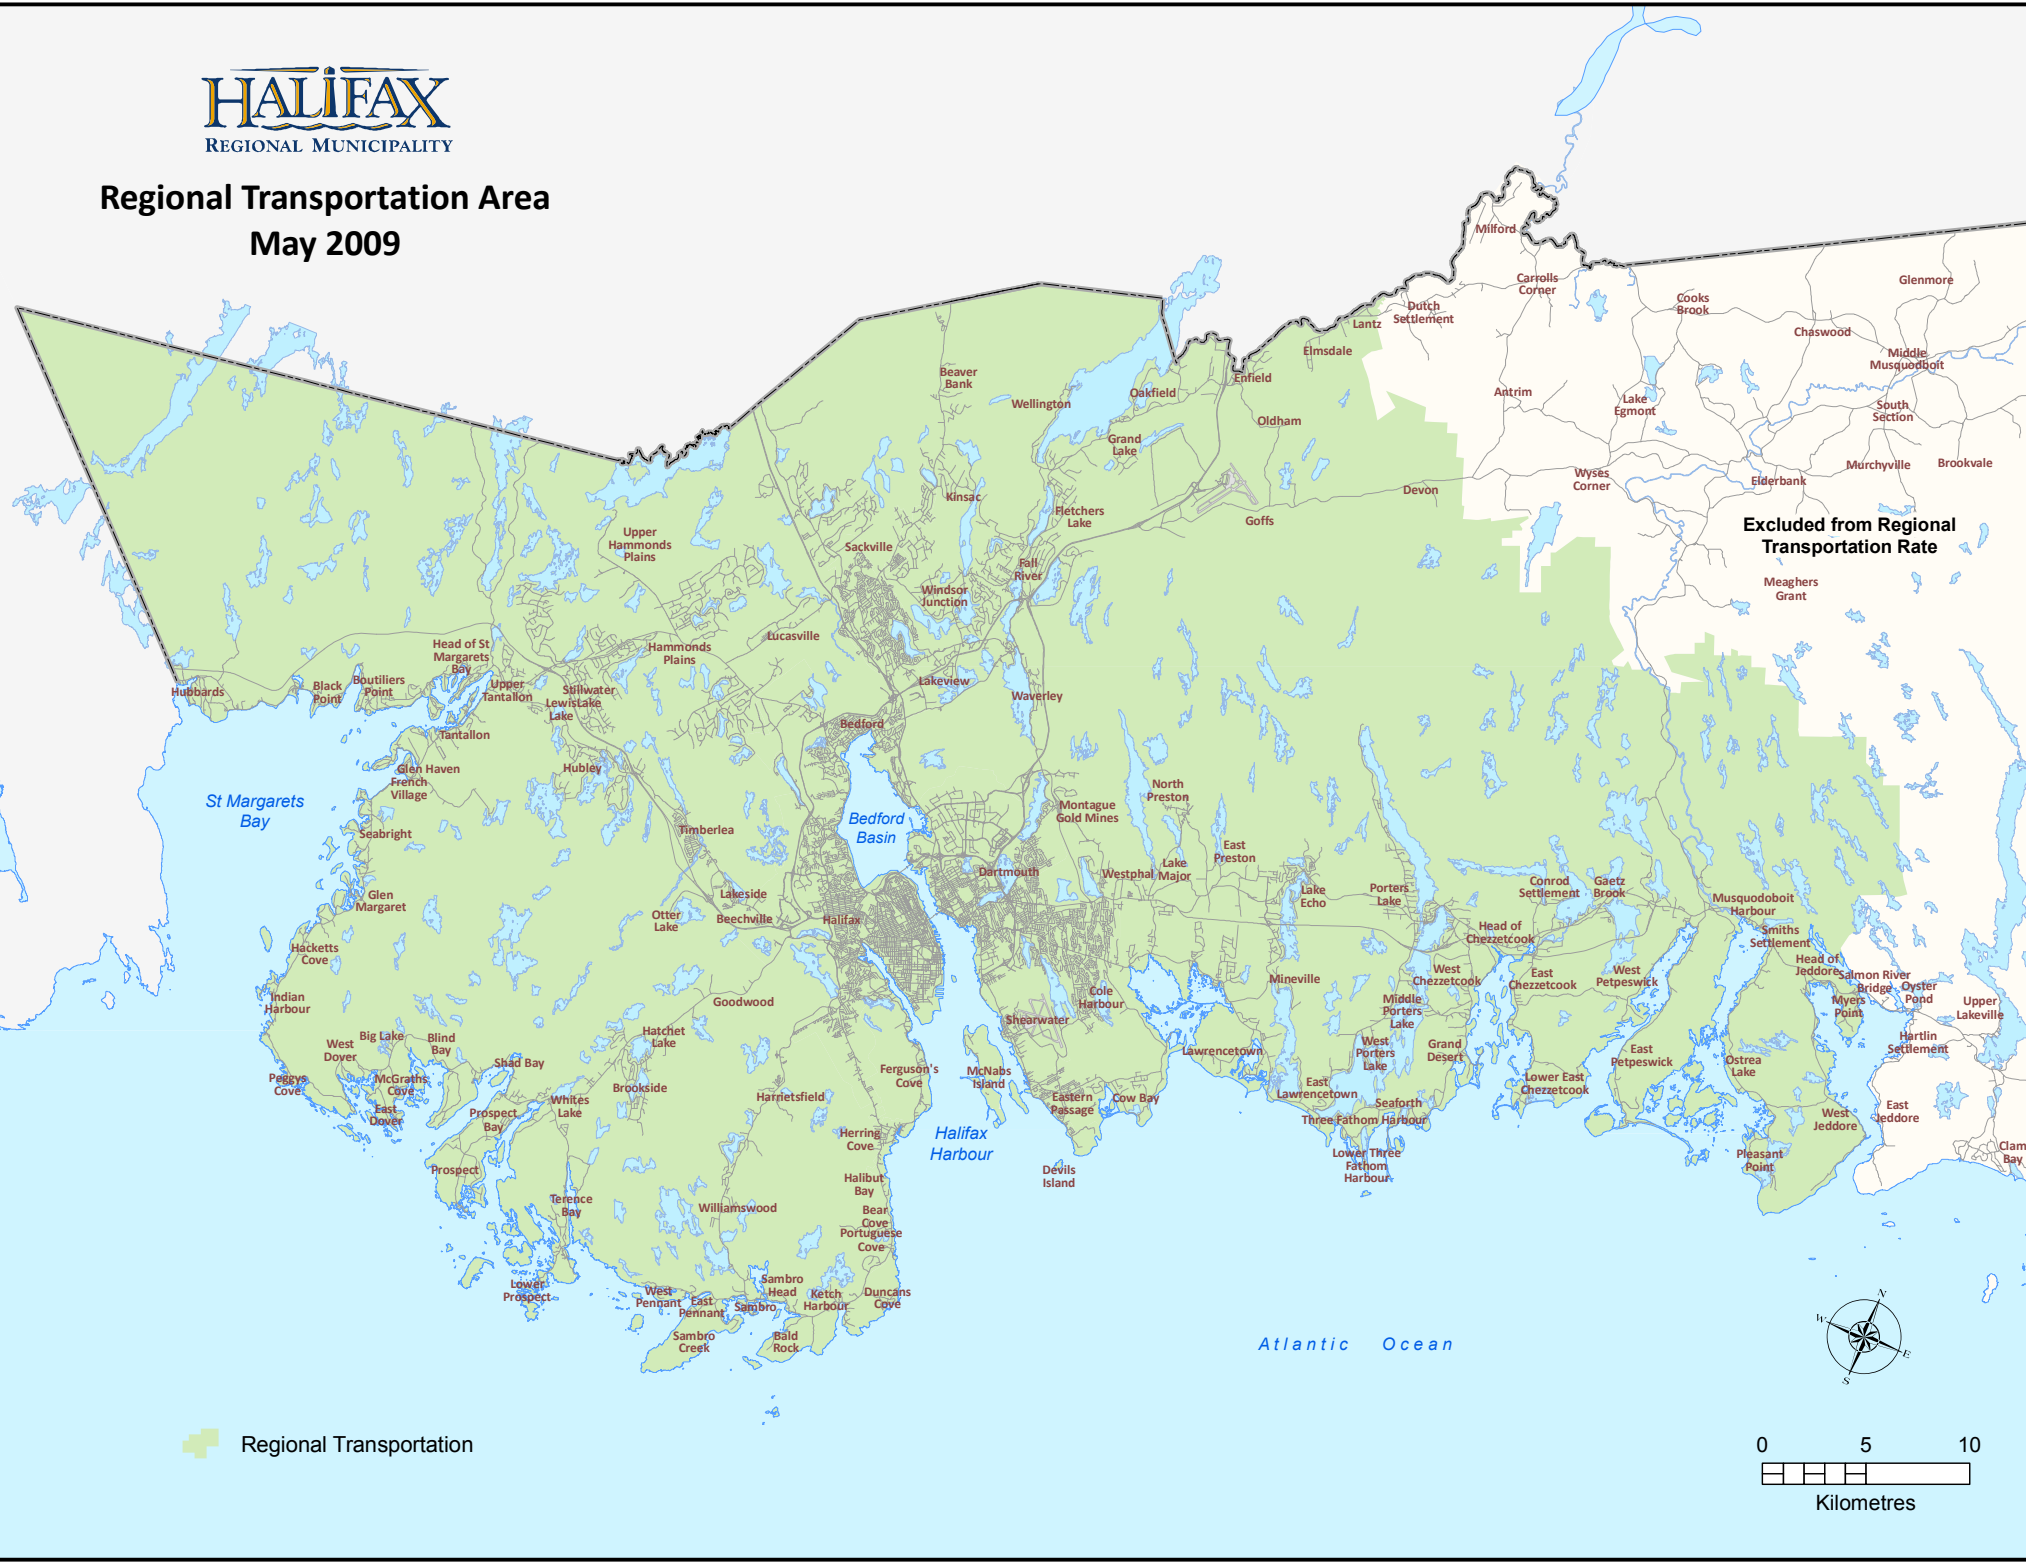 HALIFAX
REGIONAL MUNICIPALITY
Regional Transportation Area
May 2009
Milford
Carrolls
Corner
Glenmore
Cooks
Brook
Dutch
Settlement
Lantz
Chaswood
Elmsdale
Middle
Musquodoboit
Beaver
Bank
Enfield
Oakfield
Wellington
Antrim
Lake
Egmont
South
Section
Oldham
Grand
Lake
Murchyville
Brookvale
Wyses
Corner
Elderbank
Devon
Kinsac
Fletchers
Lake
Goffs
Excluded from Regional
Transportation Rate
Upper
Hammonds
Plains
Sackville
Fall
River
Meaghers
Grant
Windsor
Junction
Lucasville
Head of St
Margarets
Bay
Hammonds
Plains
Hubbards
Black
Point
Boutiliers
Point
Upper
Tantallon
Stillwater
Lake
Lewis
Lake
Lakeview
Waverley
Bedford
Tantallon
Glen Haven
French
Village
Hubley
St Margarets
Bay
Bedford
Basin
North
Preston
Montague
Gold Mines
Seabright
Timberlea
East
Preston
Lake
Major
Westphal
Dartmouth
Glen
Margaret
Lakeside
Otter
Lake
Beechville
Halifax
Lake
Echo
Porters
Lake
Conrod
Settlement
Gaetz
Brook
Musquodoboit
Harbour
Head of
Chezzetcook
Smiths
Settlement
Hacketts
Cove
Head of
Jeddore
Salmon River
Bridge
Oyster
Pond
Myers
Point
Upper
Lakeville
Mineville
West
Chezzetcook
East
Chezzetcook
West
Petpeswick
Indian
Harbour
Goodwood
Cole
Harbour
Middle
Porters
Lake
Shearwater
Big Lake
Blind
Bay
Hatchet
Lake
West
Dover
Hartlin
Settlement
Lawrencetown
West
Porters
Lake
Grand
Desert
East
Petpeswick
Ostrea
Lake
Shad Bay
Peggys
Cove
McGraths
Cove
Ferguson's
Cove
McNabs
Island
Brookside
Harrietsfield
East
Lawrencetown
Lower East
Chezzetcook
Whites
Lake
Eastern
Passage
Cow Bay
Seaforth
East
Dover
Prospect
Bay
Three Fathom Harbour
East
Jeddore
West
Jeddore
Herring
Cove
Halifax
Harbour
Clam
Bay
Prospect
Lower Three
Fathom
Harbour
Pleasant
Point
Devils
Island
Halibut
Bay
Terence
Bay
Williamswood
Bear
Cove
Portuguese
Cove
Lower
Prospect
West
Pennant
East
Pennant
Sambro
Head
Sambro
Ketch
Harbour
Duncans
Cove
Sambro
Creek
Bald
Rock
Atlantic Ocean
N
W
E
S
Regional Transportation
0 5 10
Kilometres